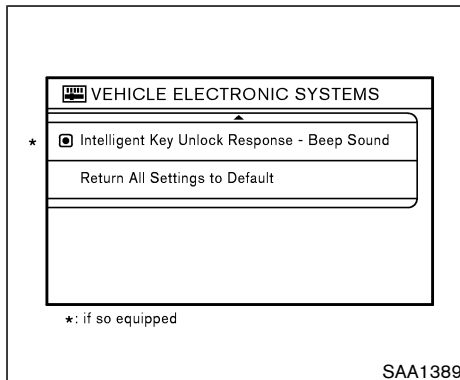 VEHICLE ELECTRONIC SYSTEMS
* Intelligent Key Unlock Response - Beep Sound
Return All Settings to Default
*: if so equipped
SAA1389